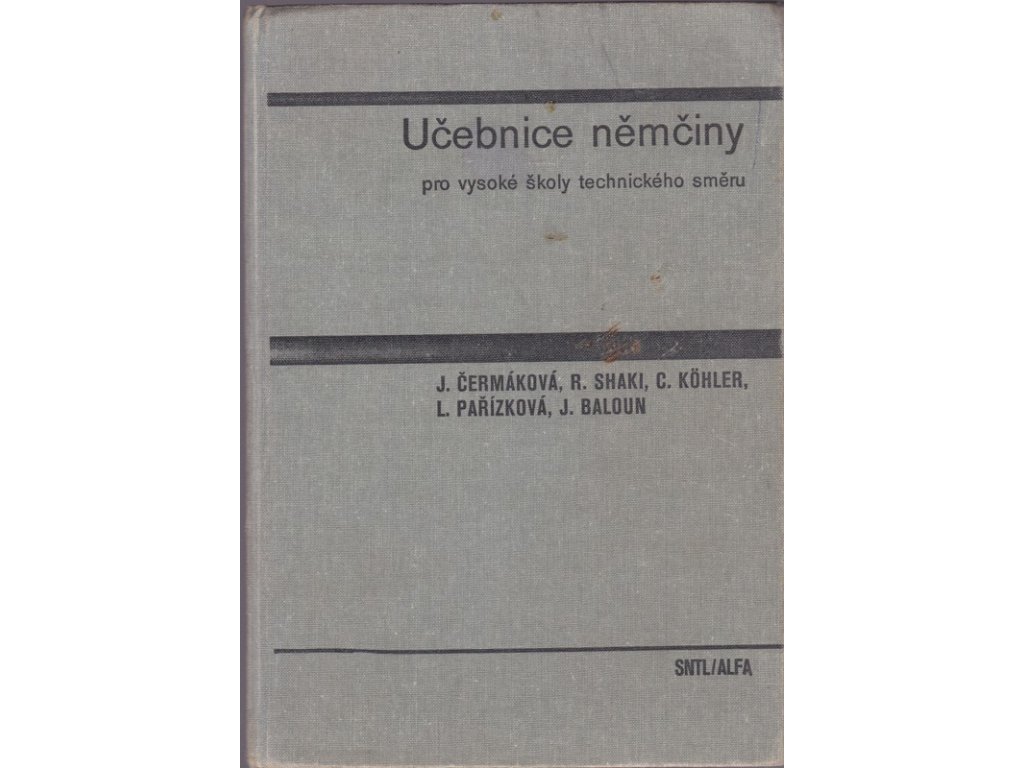 Učebnice němčiny
pro vysoké školy technického směru
J. ČERMÁKOVÁ, R. SHAKI, C. KÖHLER,
L. PAŘÍZKOVÁ, J. BALOUN
SNTL/ALFA